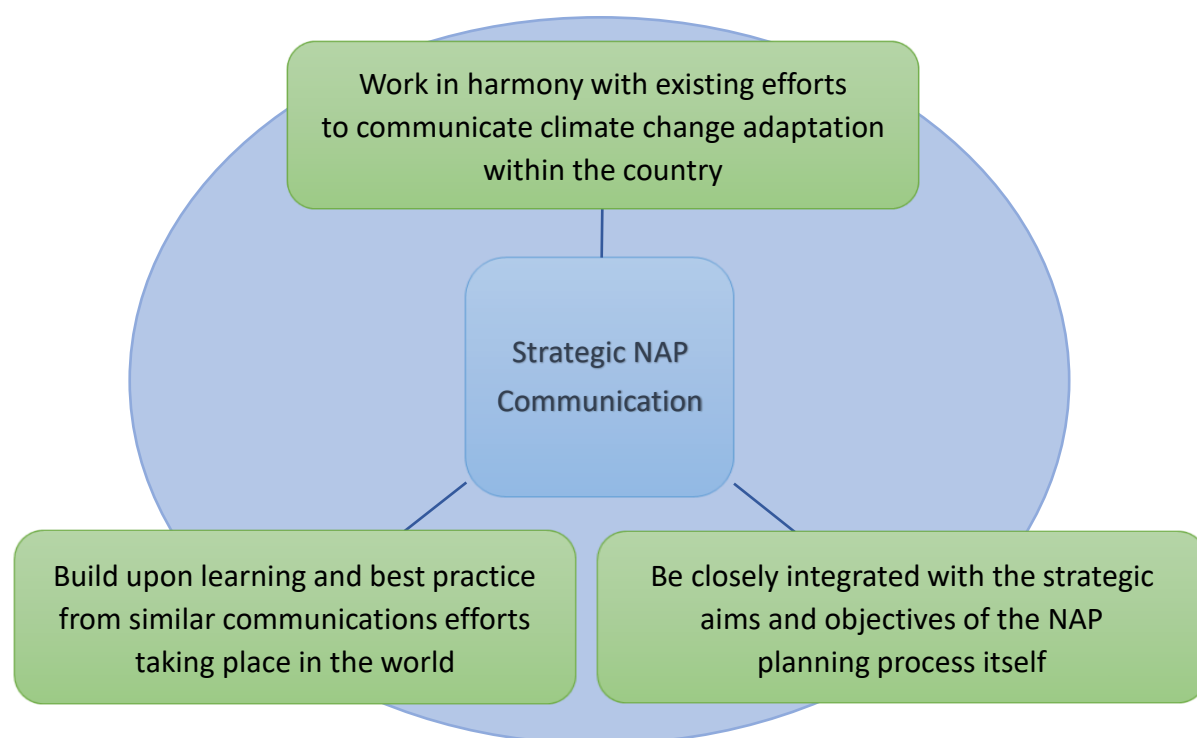 Work in harmony with existing efforts
to communicate climate change adaptation
within the country
Strategic NAP
Communication
Build upon learning and best practice
from similar communications efforts
taking place in the world
Be closely integrated with the strategic
aims and objectives of the NAP
planning process itself